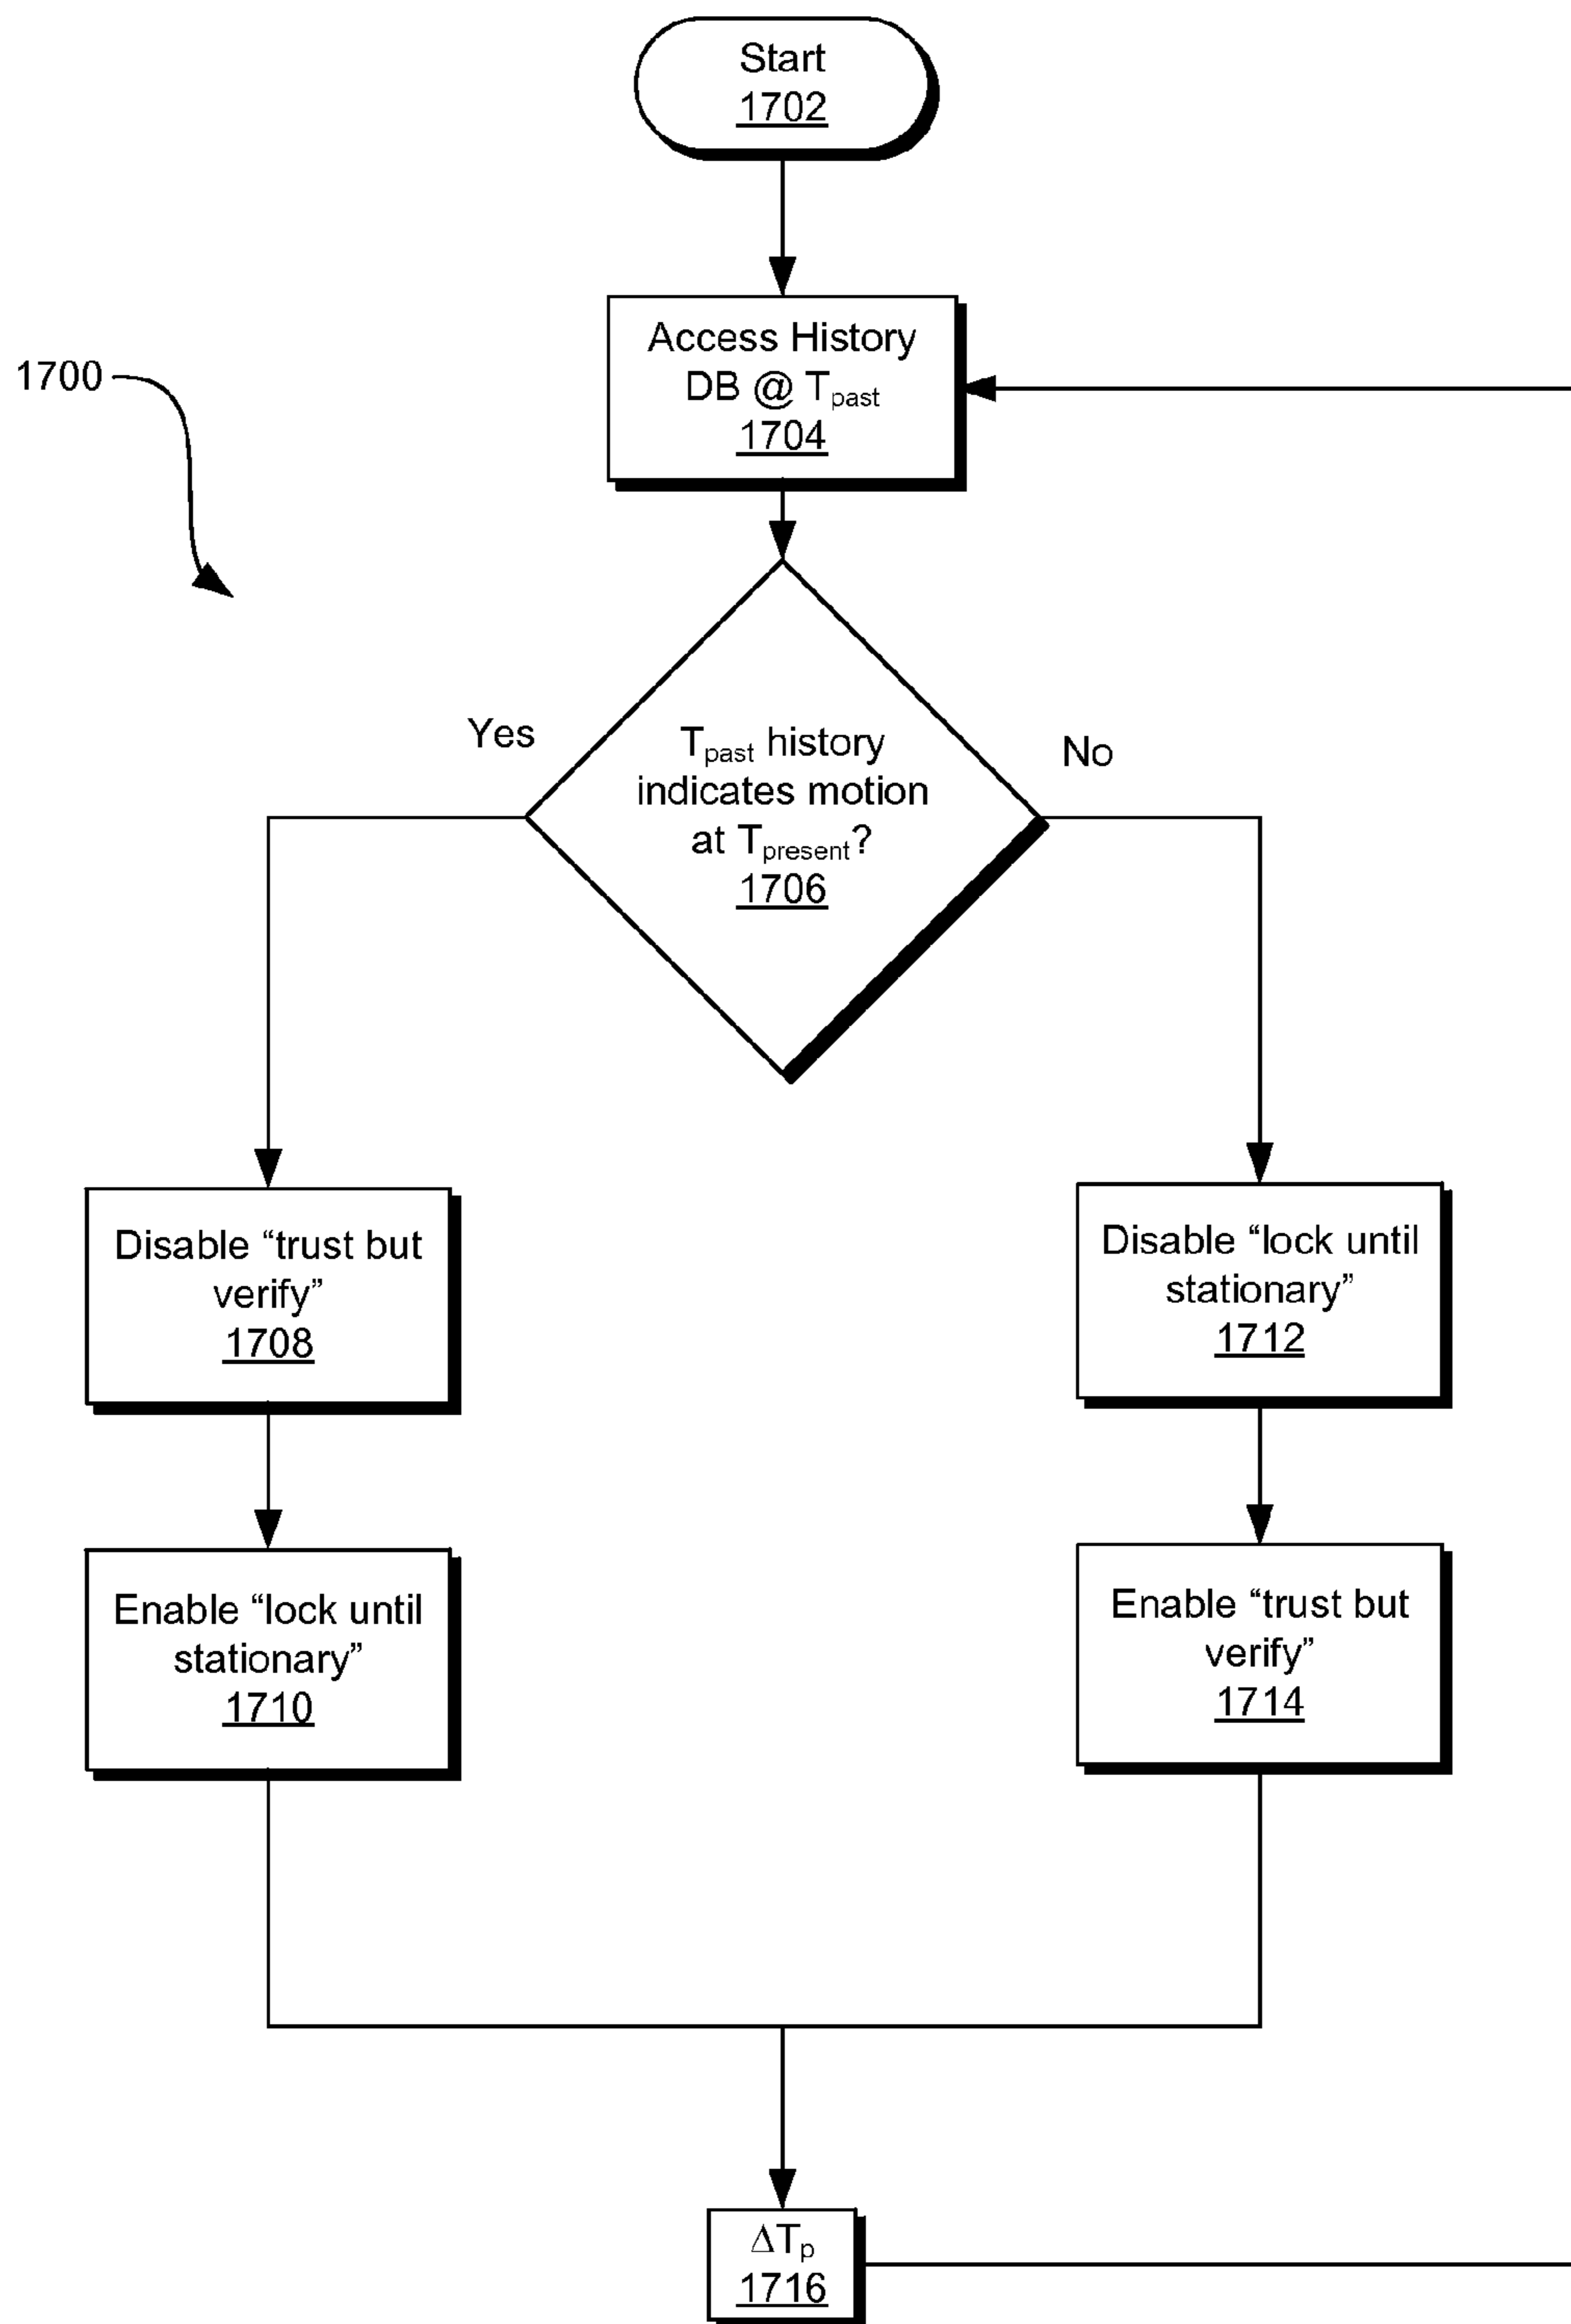 Start
1702
Access History
DB @ Tpast
1704
1700
Yes
No
Tpast history
indicates motion
at Tpresent?
1706
Disable “trust but
verify”
1708
Disable “lock until
stationary”
1712
Enable “lock until
stationary”
1710
Enable “trust but
verify”
1714
ΔTp
1716